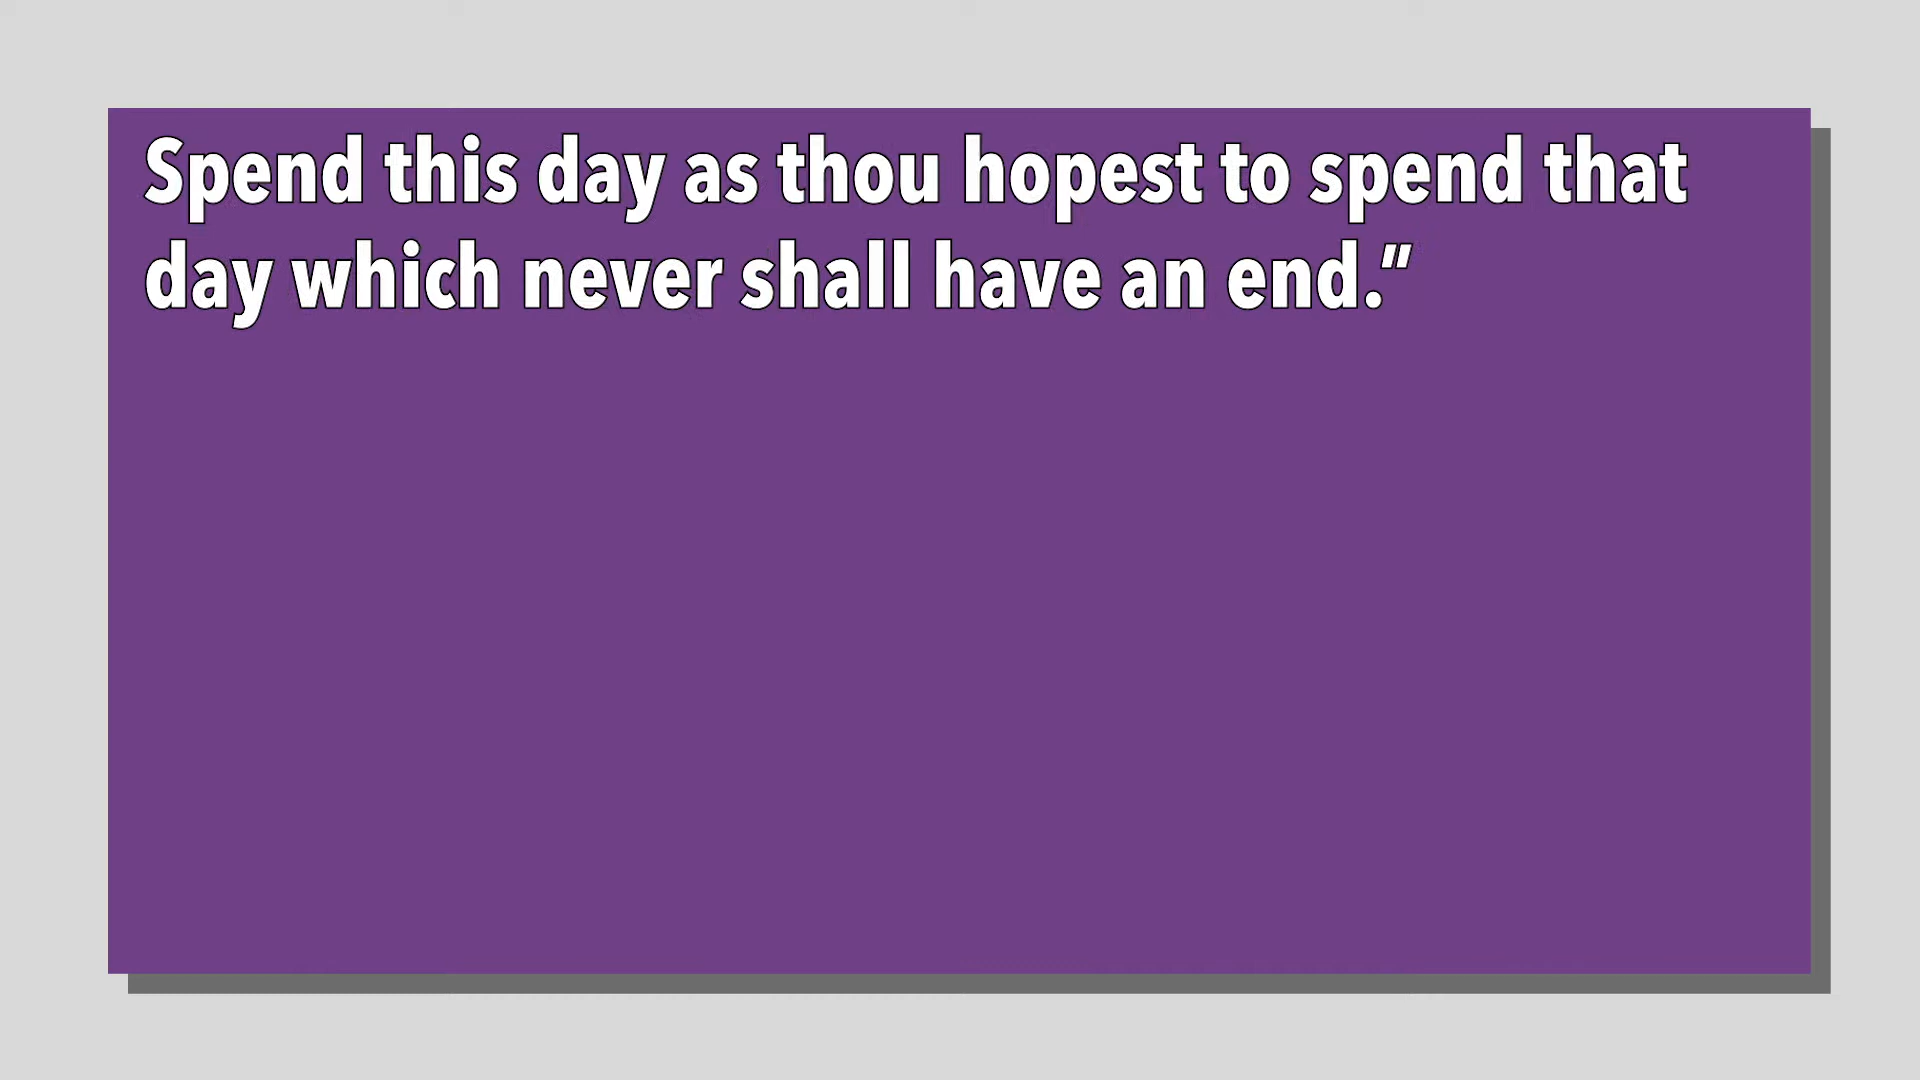 Spend this day as thou hopest to spend that
day which never shall have an end.”